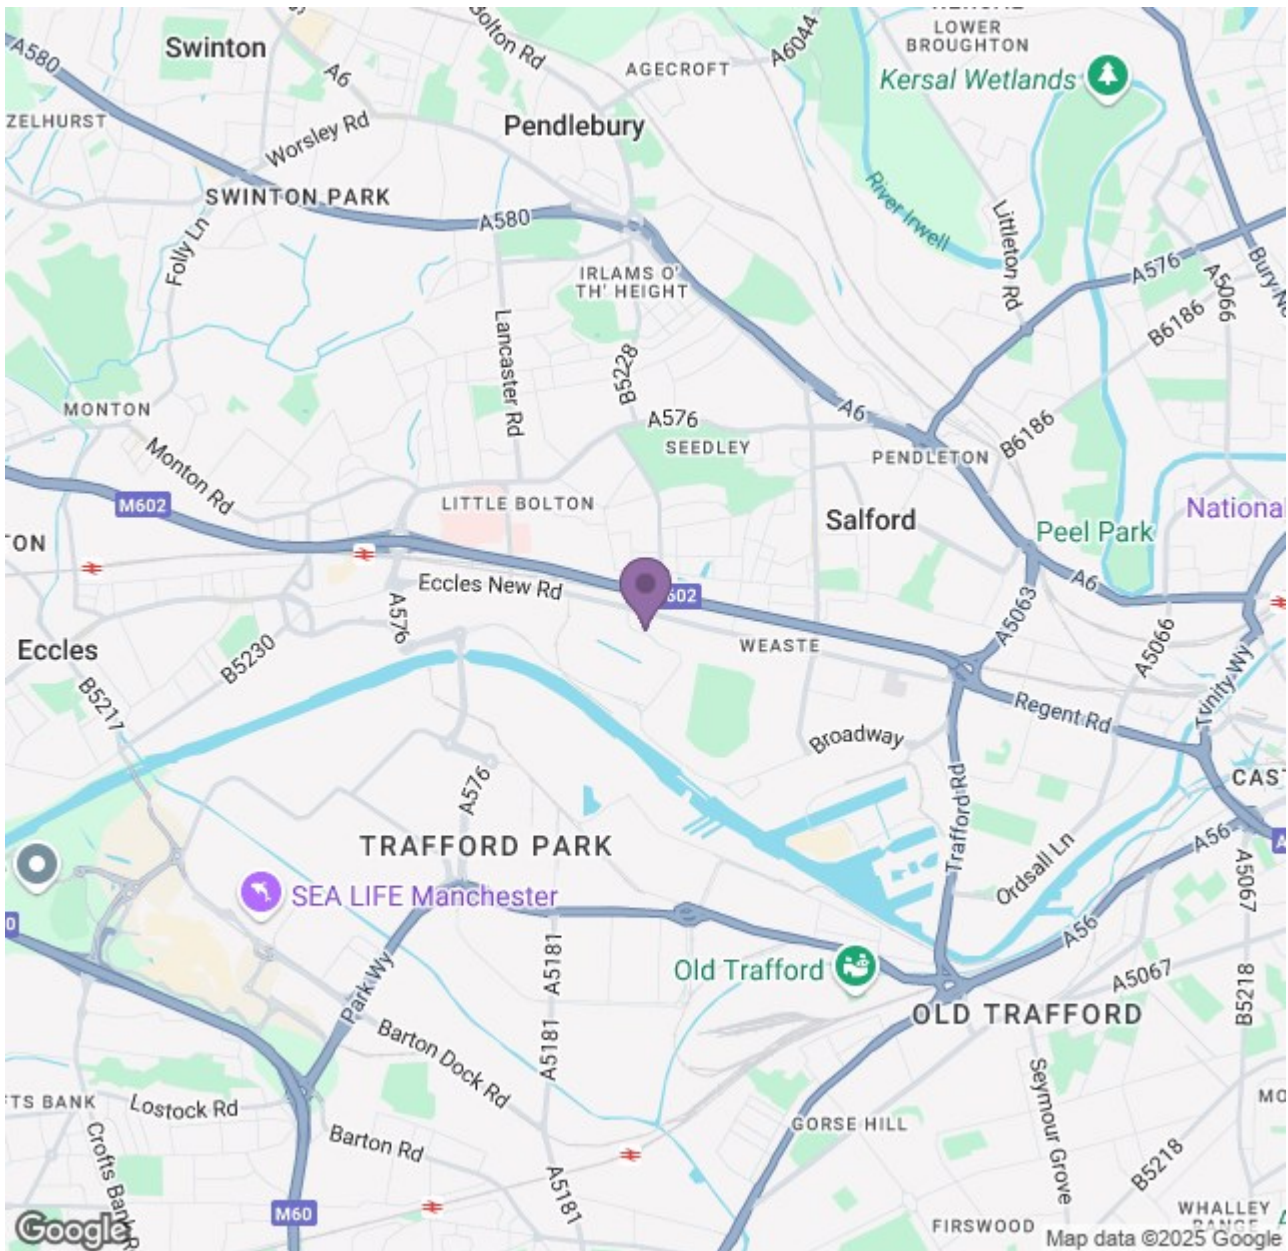 LOWER
BROUGHTON
Swinton
A580
A6
Bolton Rd
A6044
AGECROFT
Kersal Wetlands
ZELHURST
Worsley Rd
Pendlebury
SWINTON PARK
A580
River Irwell
Littleton Rd
Folly Ln
A576
A5066
IRLAMS O'
TH' HEIGHT
B6186
Lancaster Rd
B5228
MONTON
A576
A6
SEEDLEY
B6186
PENDLETON
Monton Rd
M602
LITTLE BOLTON
Salford
National
Peel Park
TON
Eccles New Rd
602
A6
A576
A5063
A5066
Eccles
B5230
WEASTE
Trinity Wy
B5217
Regent Rd
Broadway
A576
Trafford Rd
CAST
TRAFFORD PARK
A56
Ordsall Ln
A5067
SEA LIFE Manchester
0
A56
A5181
Old Trafford
A5067
B5218
Park Wy
OLD TRAFFORD
Barton Dock Rd
A5181
TS BANK
Lostock Rd
Seymour Grove
GORSE HILL
Barton Rd
B5218
A5181
M60
WHALLEY
RANGE
FIRSWOOD
Google
Map data ©2025 Google